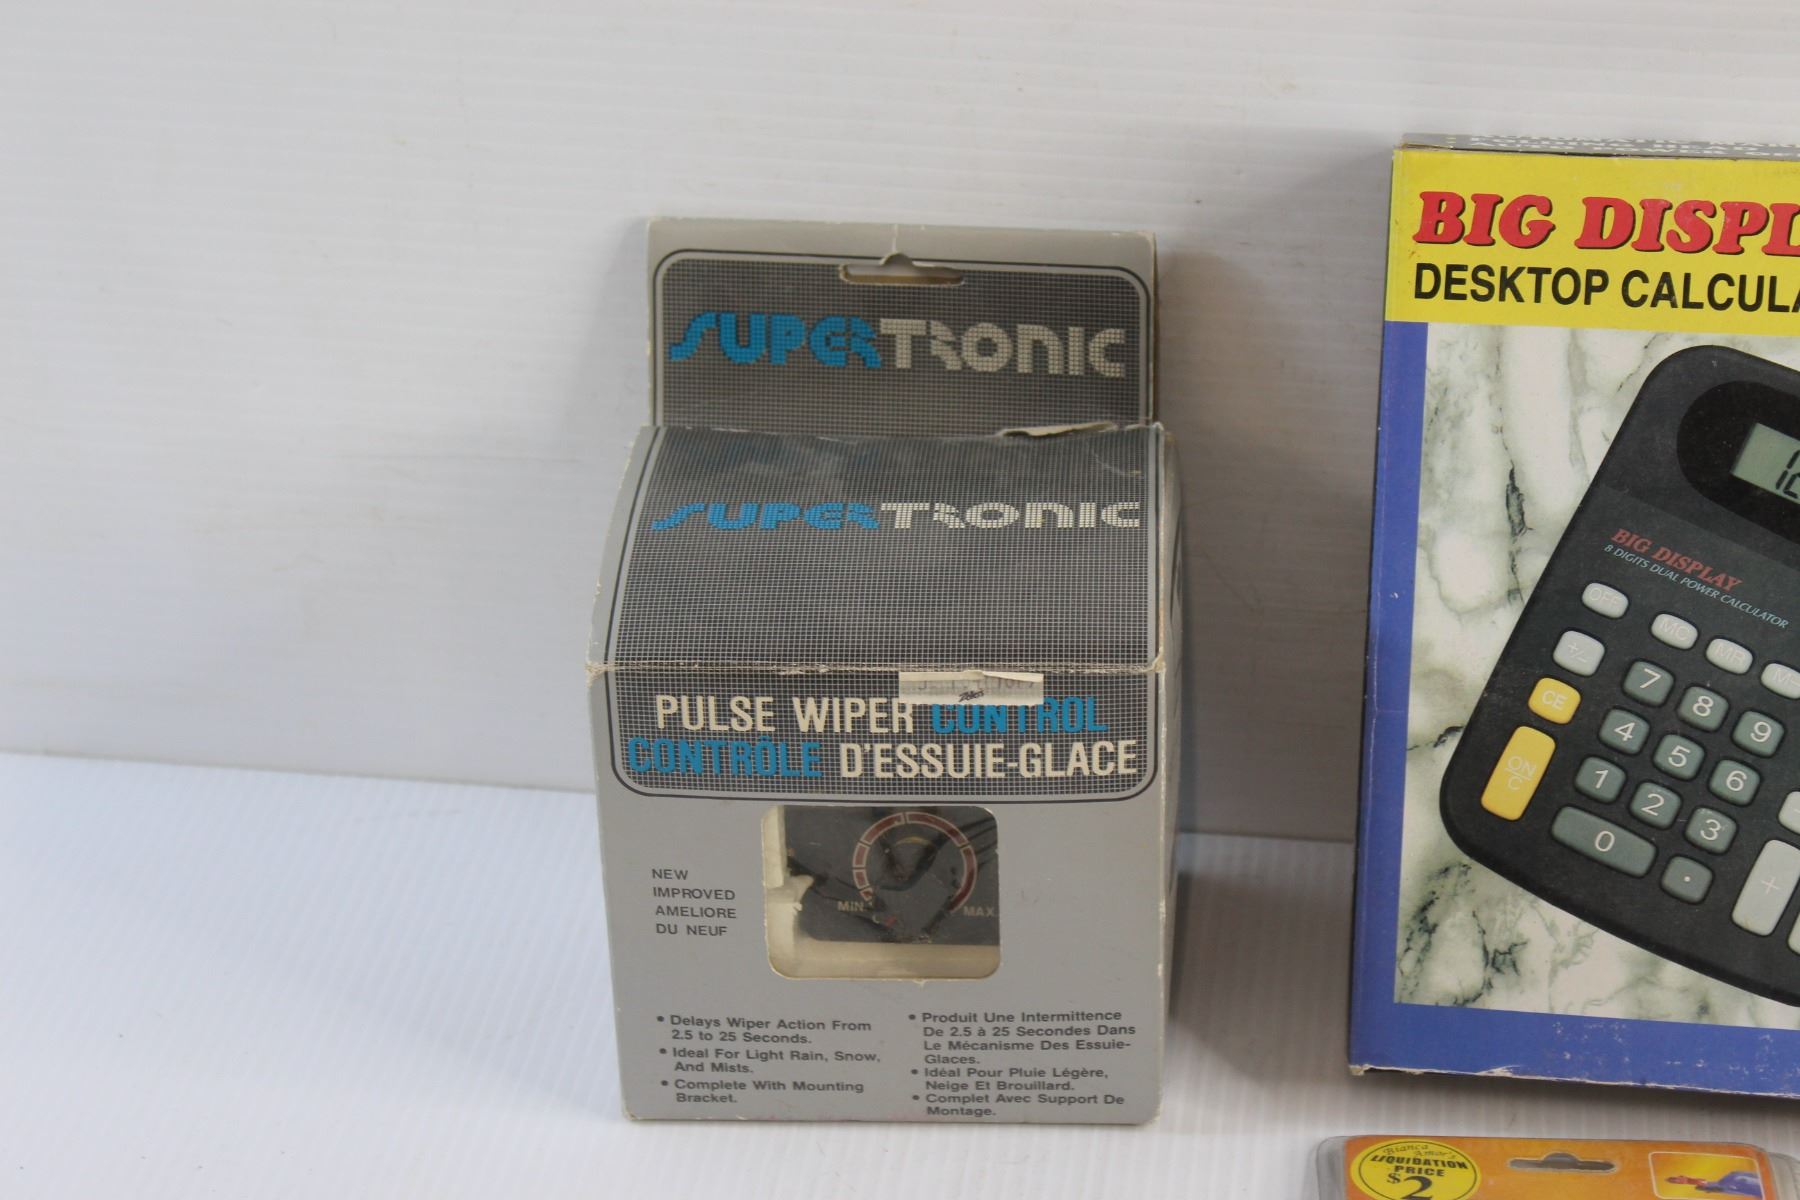 SUPERTRONIC
SUPERTRONIC
Zellers
PULSE WIPER CONTROL
CONTRÔLE D'ESSUIE-GLACE
MIN. MAX.
NEW
IMPROVED
AMELIORE
DU NEUF
• Delays Wiper Action From
2.5 to 25 Seconds.
• Ideal For Light Rain, Snow,
And Mists.
• Complete With Mounting
Bracket.
• Produit Une Intermittence
De 2.5 à 25 Secondes Dans
Le Mécanisme Des Essuie-
Glaces.
• Idéal Pour Pluie Légère,
Neige Et Brouillard.
• Complet Avec Support De
Montage.
BIG DISPL
DESKTOP CALCULA
BIG DISPLAY
8 DIGITS DUAL POWER CALCULATOR
OFF
MC MR M-
+/-
CE
ON/C
7 8 9
4 5 6
1 2 3
0 . +
Bianca
Amor's
LIQUIDATION
PRICE
$2